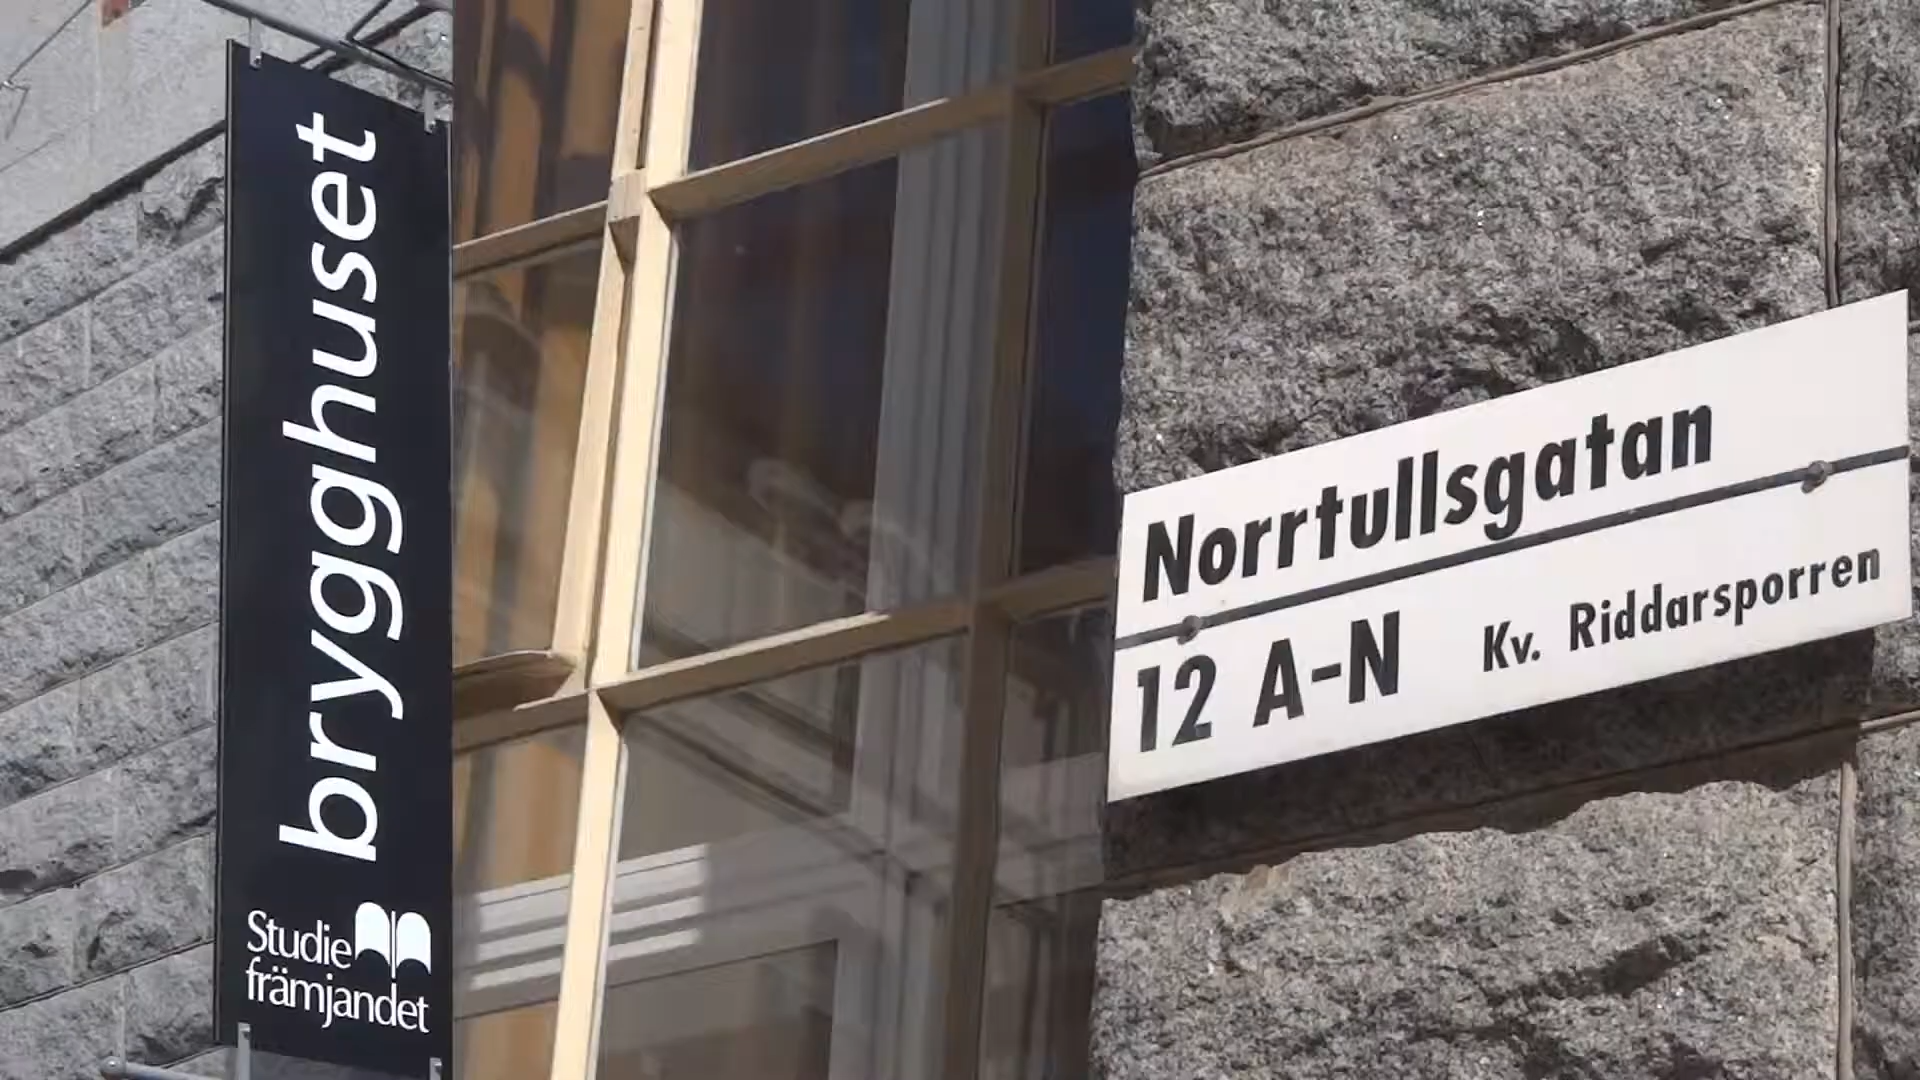 brygghuset
Studie
främjandet
Norrtullsgatan
12 A-N Kv. Riddarsporren